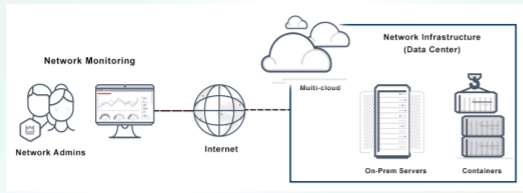 Network Monitoring
Network Admins
Internet
Multi-cloud
Network Infrastructure
(Data Center)
On-Prem Servers
Containers